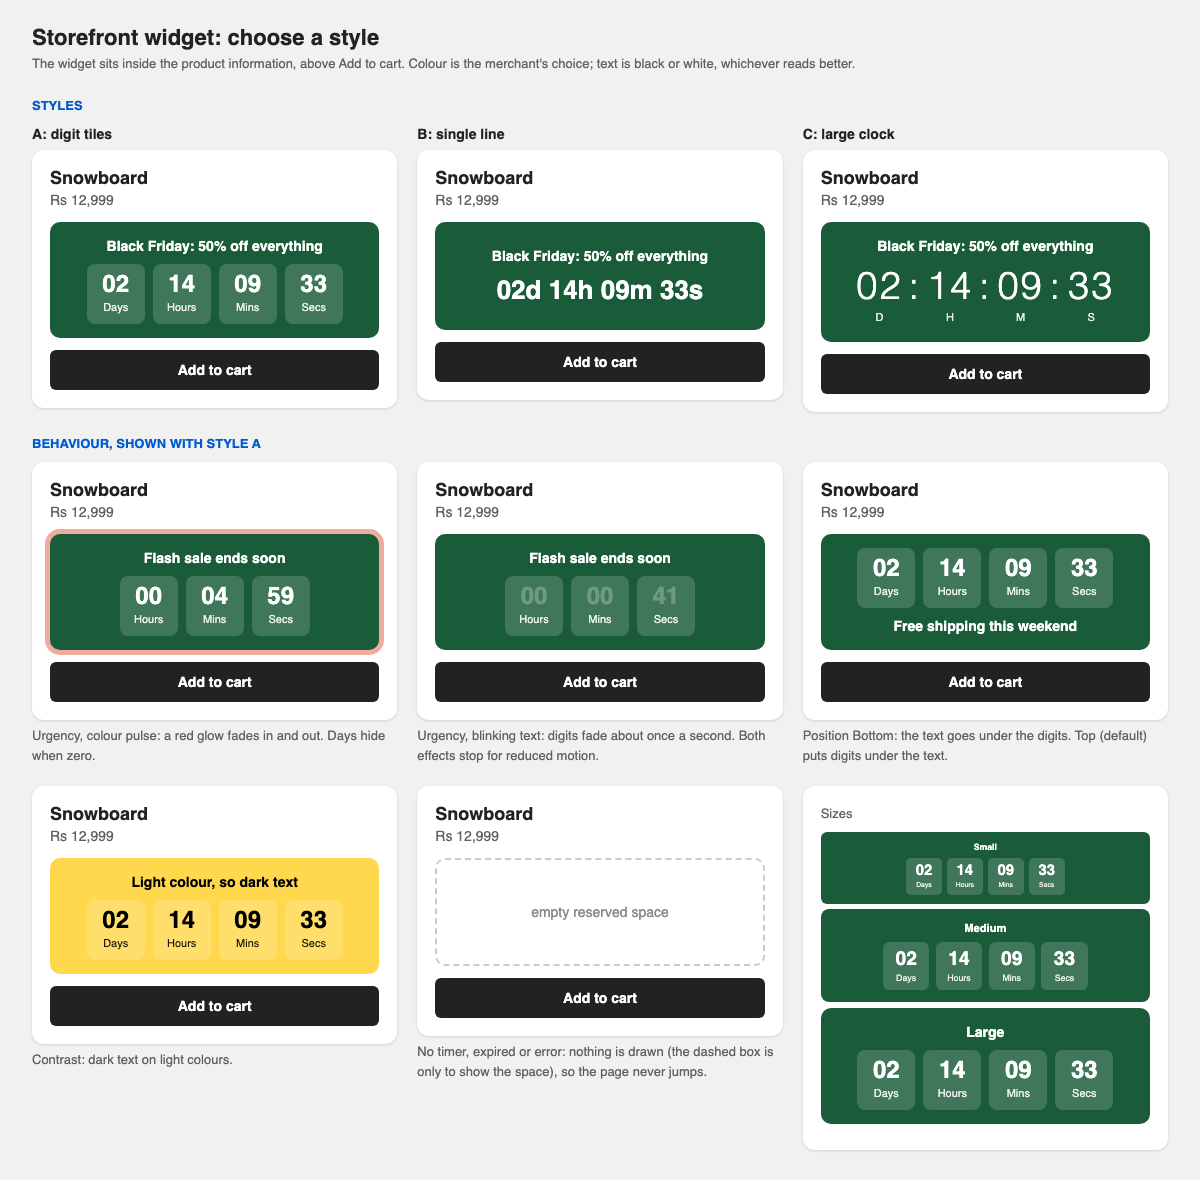 Storefront widget: choose a style
The widget sits inside the product information, above Add to cart. Colour is the merchant's choice; text is black or white, whichever reads better.
STYLES
A: digit tiles
Snowboard
Rs 12,999
Black Friday: 50% off everything
02 14 09 33
Days Hours Mins Secs
Add to cart
B: single line
Snowboard
Rs 12,999
Black Friday: 50% off everything
02d 14h 09m 33s
Add to cart
C: large clock
Snowboard
Rs 12,999
Black Friday: 50% off everything
02 : 14 : 09 : 33
D H M S
Add to cart
BEHAVIOUR, SHOWN WITH STYLE A
Snowboard
Rs 12,999
Flash sale ends soon
00 04 59
Hours Mins Secs
Add to cart
Urgency, colour pulse: a red glow fades in and out. Days hide
when zero.
Snowboard
Rs 12,999
Flash sale ends soon
00 00 41
Hours Mins Secs
Add to cart
Urgency, blinking text: digits fade about once a second. Both
effects stop for reduced motion.
Snowboard
Rs 12,999
02 14 09 33
Days Hours Mins Secs
Free shipping this weekend
Add to cart
Position Bottom: the text goes under the digits. Top (default)
puts digits under the text.
Snowboard
Rs 12,999
Light colour, so dark text
02 14 09 33
Days Hours Mins Secs
Add to cart
Contrast: dark text on light colours.
Snowboard
Rs 12,999
empty reserved space
Add to cart
No timer, expired or error: nothing is drawn (the dashed box is
only to show the space), so the page never jumps.
Sizes
Small
02 14 09 33
Days Hours Mins Secs
Medium
02 14 09 33
Days Hours Mins Secs
Large
02 14 09 33
Days Hours Mins Secs